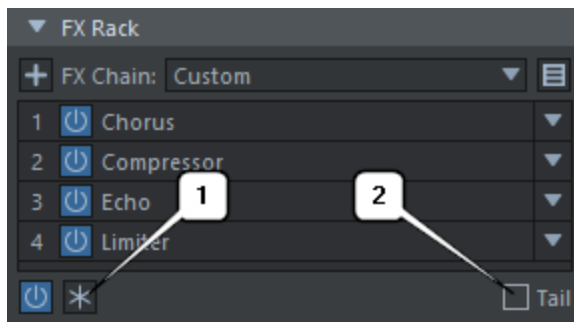 FX Rack
FX Chain: Custom
1 Chorus
2 Compressor
3 Echo
1
2
4 Limiter
Tail